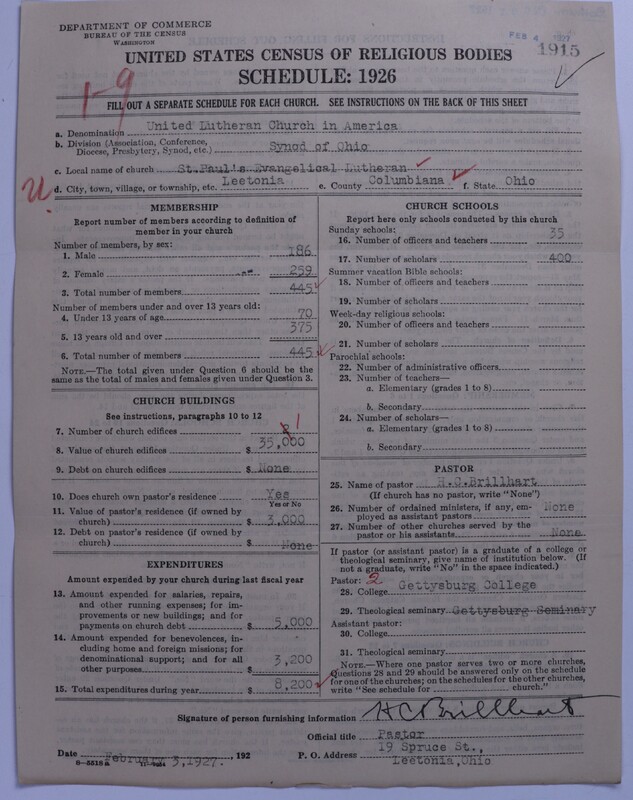 DEPARTMENT OF COMMERCE
BUREAU OF THE CENSUS
WASHINGTON
FEB 4 1927
1915
UNITED STATES CENSUS OF RELIGIOUS BODIES
SCHEDULE: 1926
1-9
FILL OUT A SEPARATE SCHEDULE FOR EACH CHURCH. SEE INSTRUCTIONS ON THE BACK OF THIS SHEET
a. Denomination United Lutheran Church in America
b. Division (Association, Conference, Diocese, Presbytery, Synod, etc.) Synod of Ohio
c. Local name of church St.Paul's Evangelical Lutheran
d. City, town, village, or township, etc. Leetonia e. County Columbiana f. State Ohio
MEMBERSHIP
Report number of members according to definition of
member in your church
Number of members, by sex:
1. Male 186
2. Female 259
3. Total number of members 445
Number of members under and over 13 years old:
4. Under 13 years of age 70
5. 13 years old and over 375
6. Total number of members 445
NOTE.—The total given under Question 6 should be the
same as the total of males and females given under Question 3.
CHURCH BUILDINGS
See instructions, paragraphs 10 to 12
7. Number of church edifices 1
8. Value of church edifices $ 35,000
9. Debt on church edifices $ None
10. Does church own pastor's residence Yes
Yes or No
11. Value of pastor's residence (if owned by
church) $ 3,000
12. Debt on pastor's residence (if owned by
church) $ None
EXPENDITURES
Amount expended by your church during last fiscal year
13. Amount expended for salaries, repairs,
and other running expenses; for im-
provements or new buildings; and for
payments on church debt $ 5,000
14. Amount expended for benevolences, in-
cluding home and foreign missions; for
denominational support; and for all
other purposes $ 3,200
15. Total expenditures during year $ 8,200
CHURCH SCHOOLS
Report here only schools conducted by this church
Sunday schools:
16. Number of officers and teachers 35
17. Number of scholars 400
Summer vacation Bible schools:
18. Number of officers and teachers
19. Number of scholars
Week-day religious schools:
20. Number of officers and teachers
21. Number of scholars
Parochial schools:
22. Number of administrative officers
23. Number of teachers—
a. Elementary (grades 1 to 8)
b. Secondary
24. Number of scholars—
a. Elementary (grades 1 to 8)
b. Secondary
PASTOR
25. Name of pastor H.C.Brillhart
(If church has no pastor, write "None")
26. Number of ordained ministers, if any, em-
ployed as assistant pastors None
27. Number of other churches served by the
pastor or his assistants None
If pastor (or assistant pastor) is a graduate of a college or
theological seminary, give name of institution below. (If
not a graduate, write "No" in the space indicated.)
Pastor: 2
28. College Gettysburg College
29. Theological seminary Gettysburg Seminary
Assistant pastor:
30. College
31. Theological seminary
NOTE.—Where one pastor serves two or more churches,
Questions 28 and 29 should be answered only on the schedule
for one of the churches; on the schedules for the other churches,
write "See schedule for church."
Signature of person furnishing information H C Brillhart
Official title Pastor
Date February 3,1927. 192 P. O. Address 19 Spruce St.,
Leetonia,Ohio